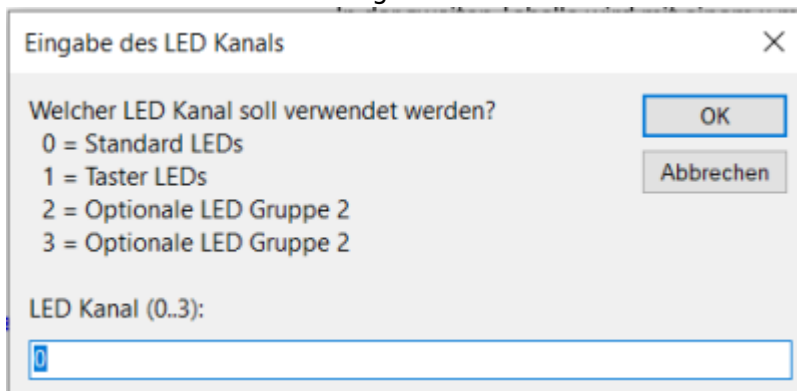 Eingabe des LED Kanals
Welcher LED Kanal soll verwendet werden?
OK
0 = Standard LEDs
1 = Taster LEDs
Abbrechen
2 = Optionale LED Gruppe 2
3 = Optionale LED Gruppe 2
LED Kanal (0..3):
0